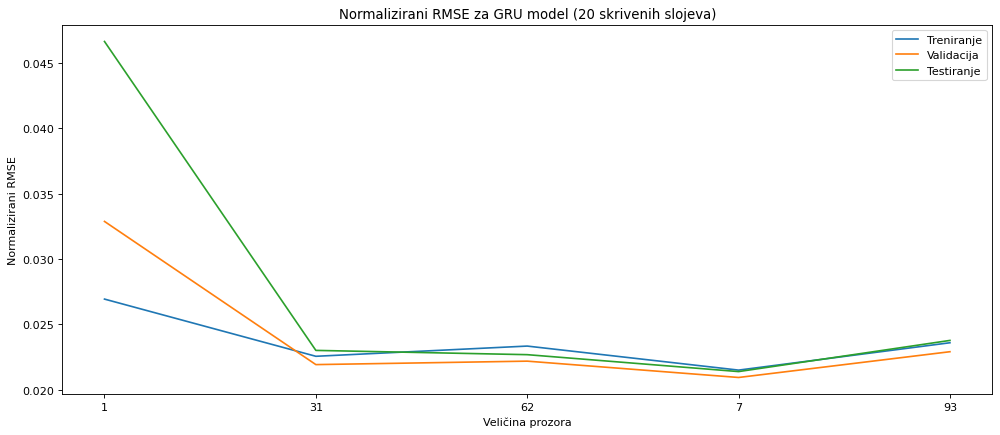 Normalizirani RMSE za GRU model (20 skrivenih slojeva)
Treniranje
Validacija
Testiranje
Normalizirani RMSE
0.045
0.040
0.035
0.030
0.025
0.020
1 31 62 7 93
Veličina prozora